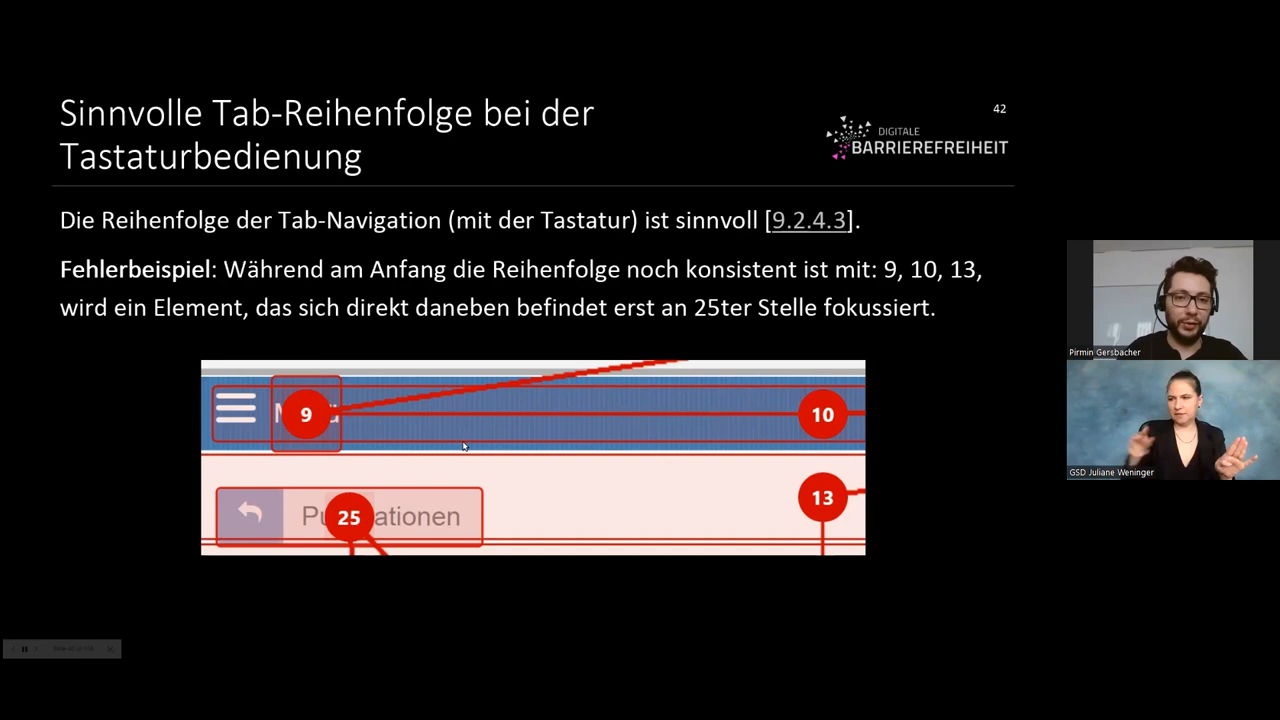 Sinnvolle Tab-Reihenfolge bei der
Tastaturbedienung
42
DIGITALE
BARRIEREFREIHEIT
Die Reihenfolge der Tab-Navigation (mit der Tastatur) ist sinnvoll [9.2.4.3].
Fehlerbeispiel: Während am Anfang die Reihenfolge noch konsistent ist mit: 9, 10, 13,
wird ein Element, das sich direkt daneben befindet erst an 25ter Stelle fokussiert.
9
10
13
25
Pirmin Gersbacher
GSD Juliane Weninger